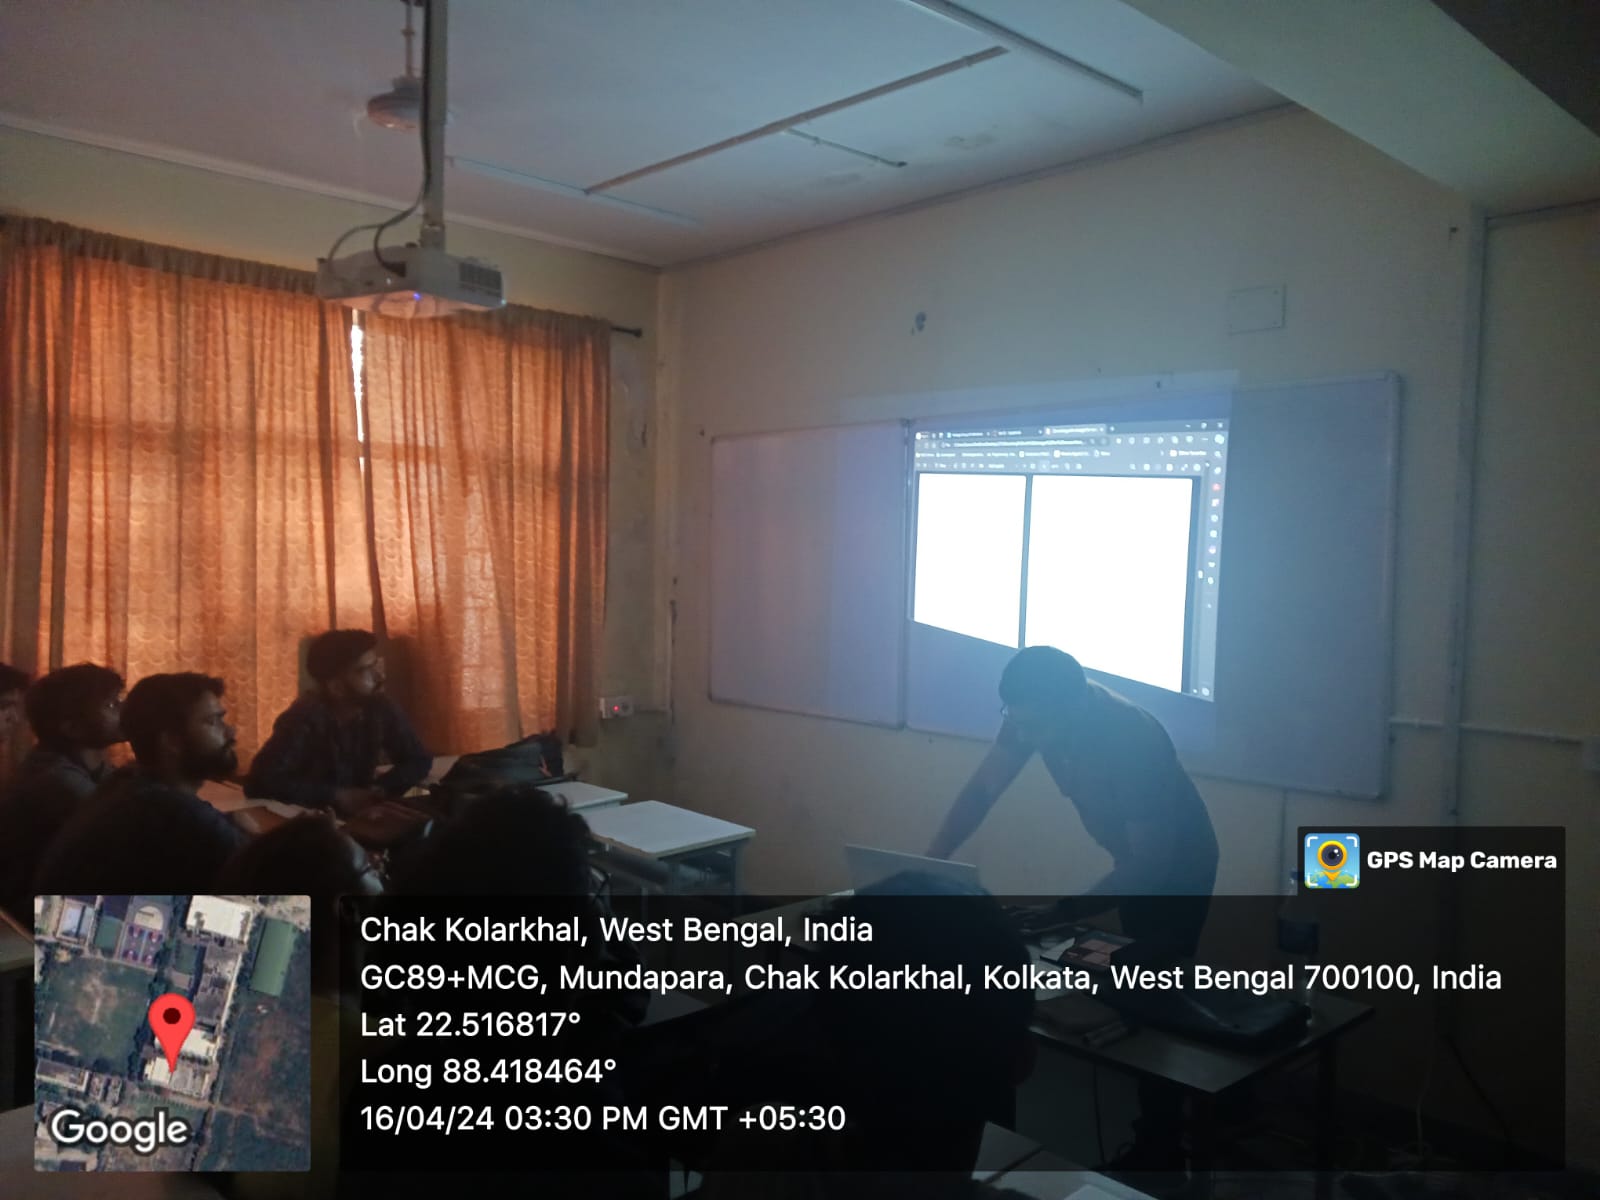 GPS Map Camera
Chak Kolarkhal, West Bengal, India
GC89+MCG, Mundapara, Chak Kolarkhal, Kolkata, West Bengal 700100, India
Lat 22.516817°
Long 88.418464°
16/04/24 03:30 PM GMT +05:30
Google